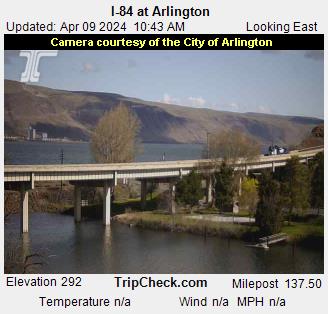 I-84 at Arlington
Updated: Apr 09 2024 10:43 AM Looking East
Camera courtesy of the City of Arlington
Elevation 292 TripCheck.com Milepost 137.50
Temperature n/a Wind n/a MPH n/a